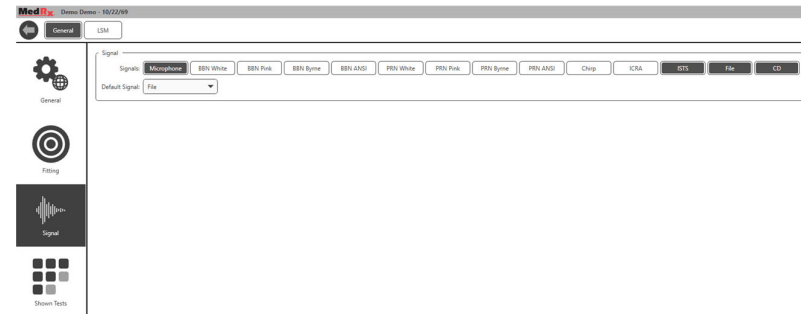 MedRx Demo Demo - 10/22/69
General LSM
Signal
Signals: Microphone BBN White BBN Pink BBN Byrne BBN ANSI PRN White PRN Pink PRN Byrne PRN ANSI Chirp ICRA ISTS File CD
Default Signal: File
General
Fitting
Signal
Shown Tests